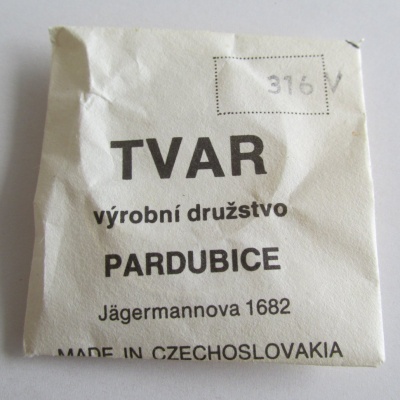 316 V
TVAR
výrobní družstvo
PARDUBICE
Jägermannova 1682
MADE IN CZECHOSLOVAKIA